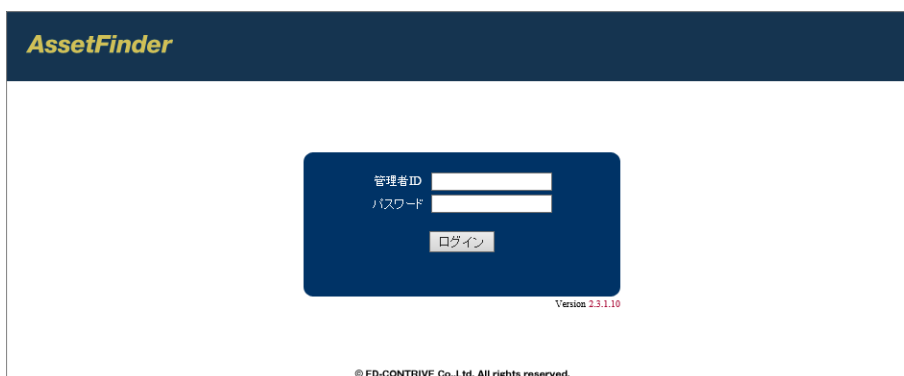 AssetFinder
管理者ID
パスワード
ログイン
Version 2.3.1.10
© ED-CONTRIVE Co.,Ltd. All rights reserved.